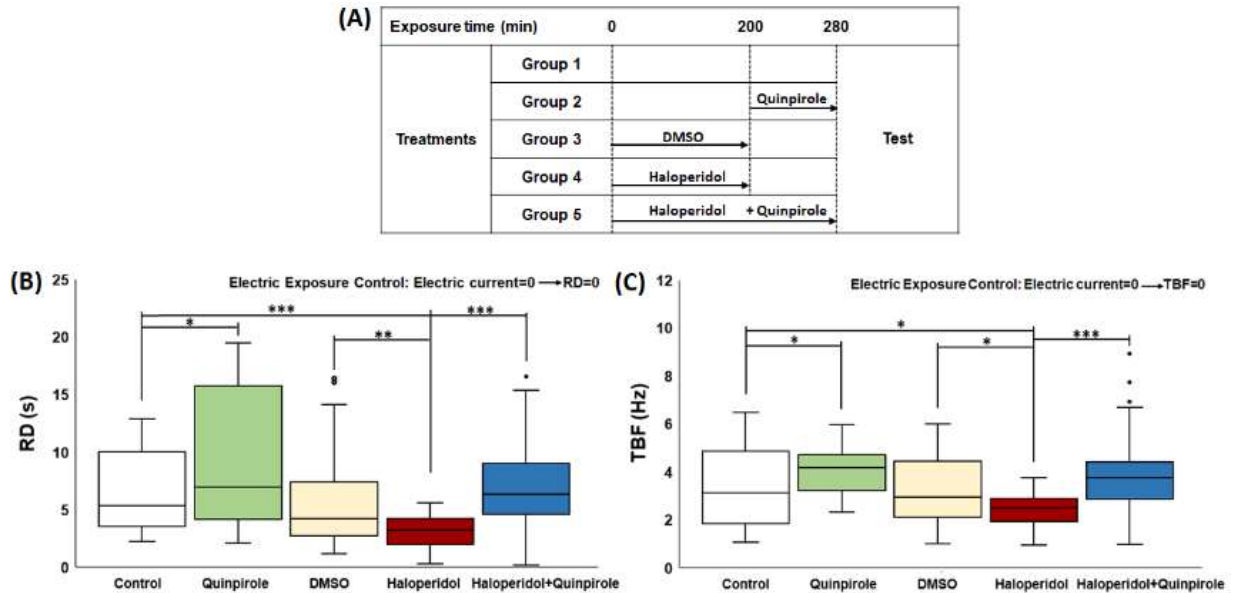 (A)
Exposure time (min) 0 200 280
Group 1
Group 2 Quinpirole
Treatments Group 3 DMSO Test
Group 4 Haloperidol
Group 5 Haloperidol + Quinpirole
(B)
Electric Exposure Control: Electric current=0 →RD=0
25
20
15
10
5
0
RD (s)
*
***
**
***
Control Quinpirole DMSO Haloperidol Haloperidol+Quinpirole
(C)
Electric Exposure Control: Electric current=0 →TBF=0
12
10
8
6
4
2
0
TBF (Hz)
*
*
*
***
Control Quinpirole DMSO Haloperidol Haloperidol+Quinpirole